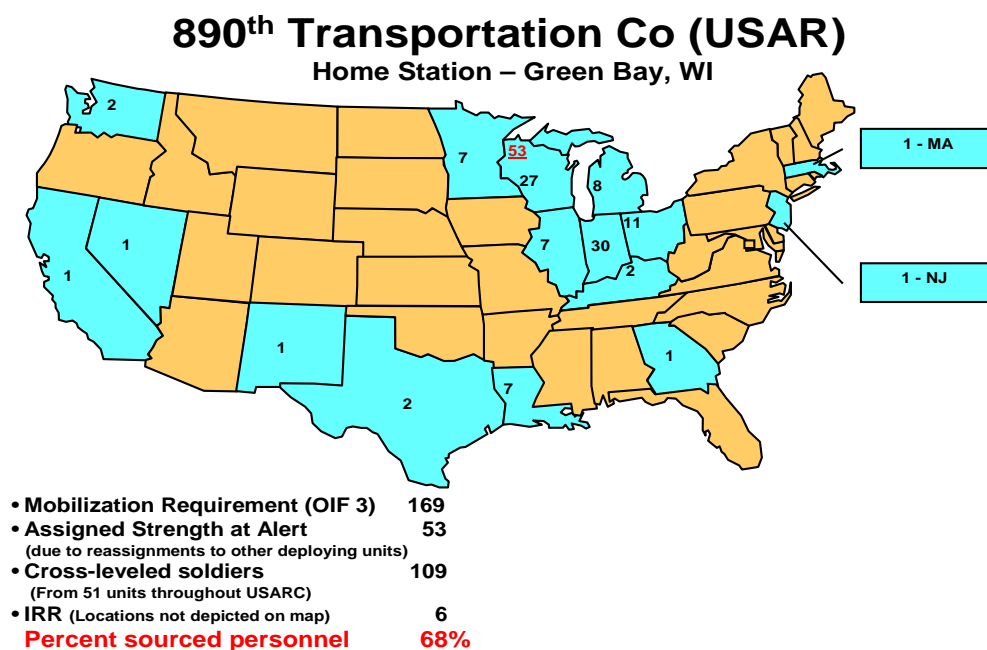 890th Transportation Co (USAR)
Home Station – Green Bay, WI
2
7
53
27
8
1 - MA
11
7
30
2
1
1
1 - NJ
1
1
2
7
• Mobilization Requirement (OIF 3) 169
• Assigned Strength at Alert 53
(due to reassignments to other deploying units)
• Cross-leveled soldiers 109
(From 51 units throughout USARC)
• IRR (Locations not depicted on map) 6
Percent sourced personnel 68%